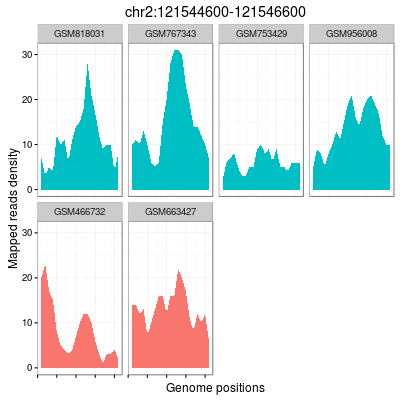 chr2:121544600-121546600
GSM818031 GSM767343 GSM753429 GSM956008
30
20
10
0
GSM466732 GSM663427
30
20
10
0
Mapped reads density
Genome positions